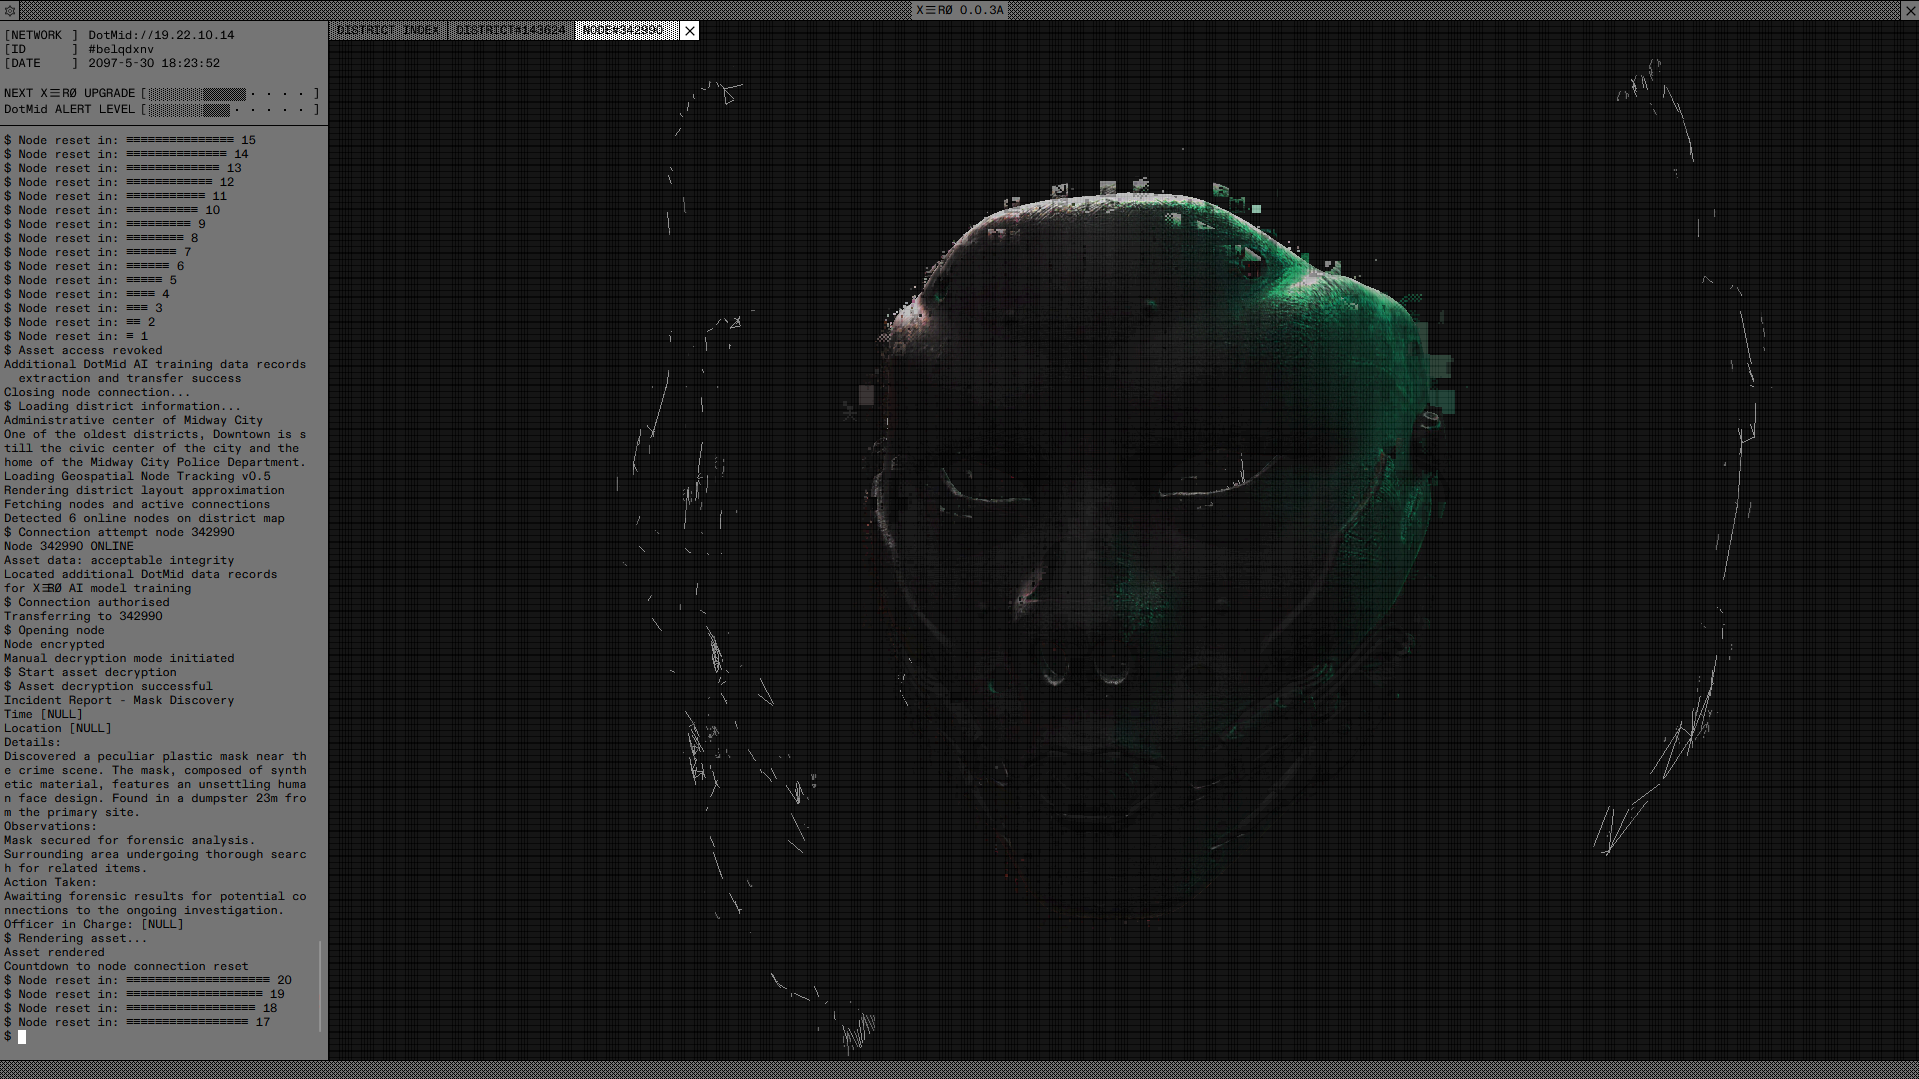 X☰RØ 0.0.3A
[NETWORK ] DotMid://19.22.10.14
[ID      ] #belqdxnv
[DATE    ] 2097-5-30 18:23:52
NEXT X☰RØ UPGRADE [░░░░░░▒▒▒▒▒· · · · ]
DotMid ALERT LEVEL [░░░░░░▒▒▒· · · · · ]
DISTRICT INDEX
DISTRICT#143624
NODE#342990
$ Node reset in: ≡≡≡≡≡≡≡≡≡≡≡≡≡≡≡ 15
$ Node reset in: ≡≡≡≡≡≡≡≡≡≡≡≡≡≡ 14
$ Node reset in: ≡≡≡≡≡≡≡≡≡≡≡≡≡ 13
$ Node reset in: ≡≡≡≡≡≡≡≡≡≡≡≡ 12
$ Node reset in: ≡≡≡≡≡≡≡≡≡≡≡ 11
$ Node reset in: ≡≡≡≡≡≡≡≡≡≡ 10
$ Node reset in: ≡≡≡≡≡≡≡≡≡ 9
$ Node reset in: ≡≡≡≡≡≡≡≡ 8
$ Node reset in: ≡≡≡≡≡≡≡ 7
$ Node reset in: ≡≡≡≡≡≡ 6
$ Node reset in: ≡≡≡≡≡ 5
$ Node reset in: ≡≡≡≡ 4
$ Node reset in: ≡≡≡ 3
$ Node reset in: ≡≡ 2
$ Node reset in: ≡ 1
$ Asset access revoked
Additional DotMid AI training data records
extraction and transfer success
Closing node connection...
$ Loading district information...
Administrative center of Midway City
One of the oldest districts, Downtown is s
till the civic center of the city and the
home of the Midway City Police Department.
Loading Geospatial Node Tracking v0.5
Rendering district layout approximation
Fetching nodes and active connections
Detected 6 online nodes on district map
$ Connection attempt node 342990
Node 342990 ONLINE
Asset data: acceptable integrity
Located additional DotMid data records
for X☰RØ AI model training
$ Connection authorised
Transferring to 342990
$ Opening node
Node encrypted
Manual decryption mode initiated
$ Start asset decryption
$ Asset decryption successful
Incident Report - Mask Discovery
Time [NULL]
Location [NULL]
Details:
Discovered a peculiar plastic mask near th
e crime scene. The mask, composed of synth
etic material, features an unsettling huma
n face design. Found in a dumpster 23m fro
m the primary site.
Observations:
Mask secured for forensic analysis.
Surrounding area undergoing thorough searc
h for related items.
Action Taken:
Awaiting forensic results for potential co
nnections to the ongoing investigation.
Officer in Charge: [NULL]
$ Rendering asset...
Asset rendered
Countdown to node connection reset
$ Node reset in: ≡≡≡≡≡≡≡≡≡≡≡≡≡≡≡≡≡≡≡≡ 20
$ Node reset in: ≡≡≡≡≡≡≡≡≡≡≡≡≡≡≡≡≡≡≡ 19
$ Node reset in: ≡≡≡≡≡≡≡≡≡≡≡≡≡≡≡≡≡≡ 18
$ Node reset in: ≡≡≡≡≡≡≡≡≡≡≡≡≡≡≡≡≡ 17
$